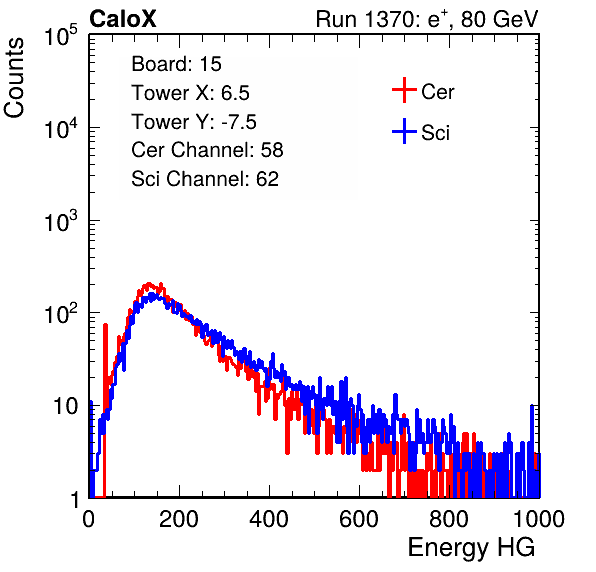 CaloX Run 1370: e+, 80 GeV
Counts
10^5
10^4
10^3
10^2
10
1
Board: 15
Tower X: 6.5
Tower Y: -7.5
Cer Channel: 58
Sci Channel: 62
Cer
Sci
0 200 400 600 800 1000
Energy HG